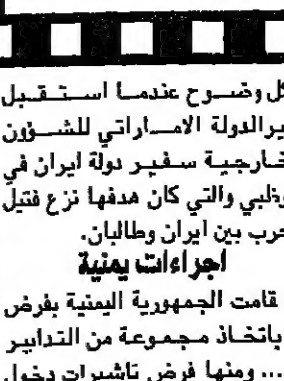 كل وضوح عندما استقبل
ير الدولة الاماراتي للشؤون
خارجية سفير دولة ايران في
وظبي والتي كان هدفها نزع فتيل
حرب بين ايران وطالبان.
اجراءات يمنية
قامت الجمهورية اليمنية بفرض
باتخاذ مجموعة من التدابير
... ومنها فرض تاشيرات دخول